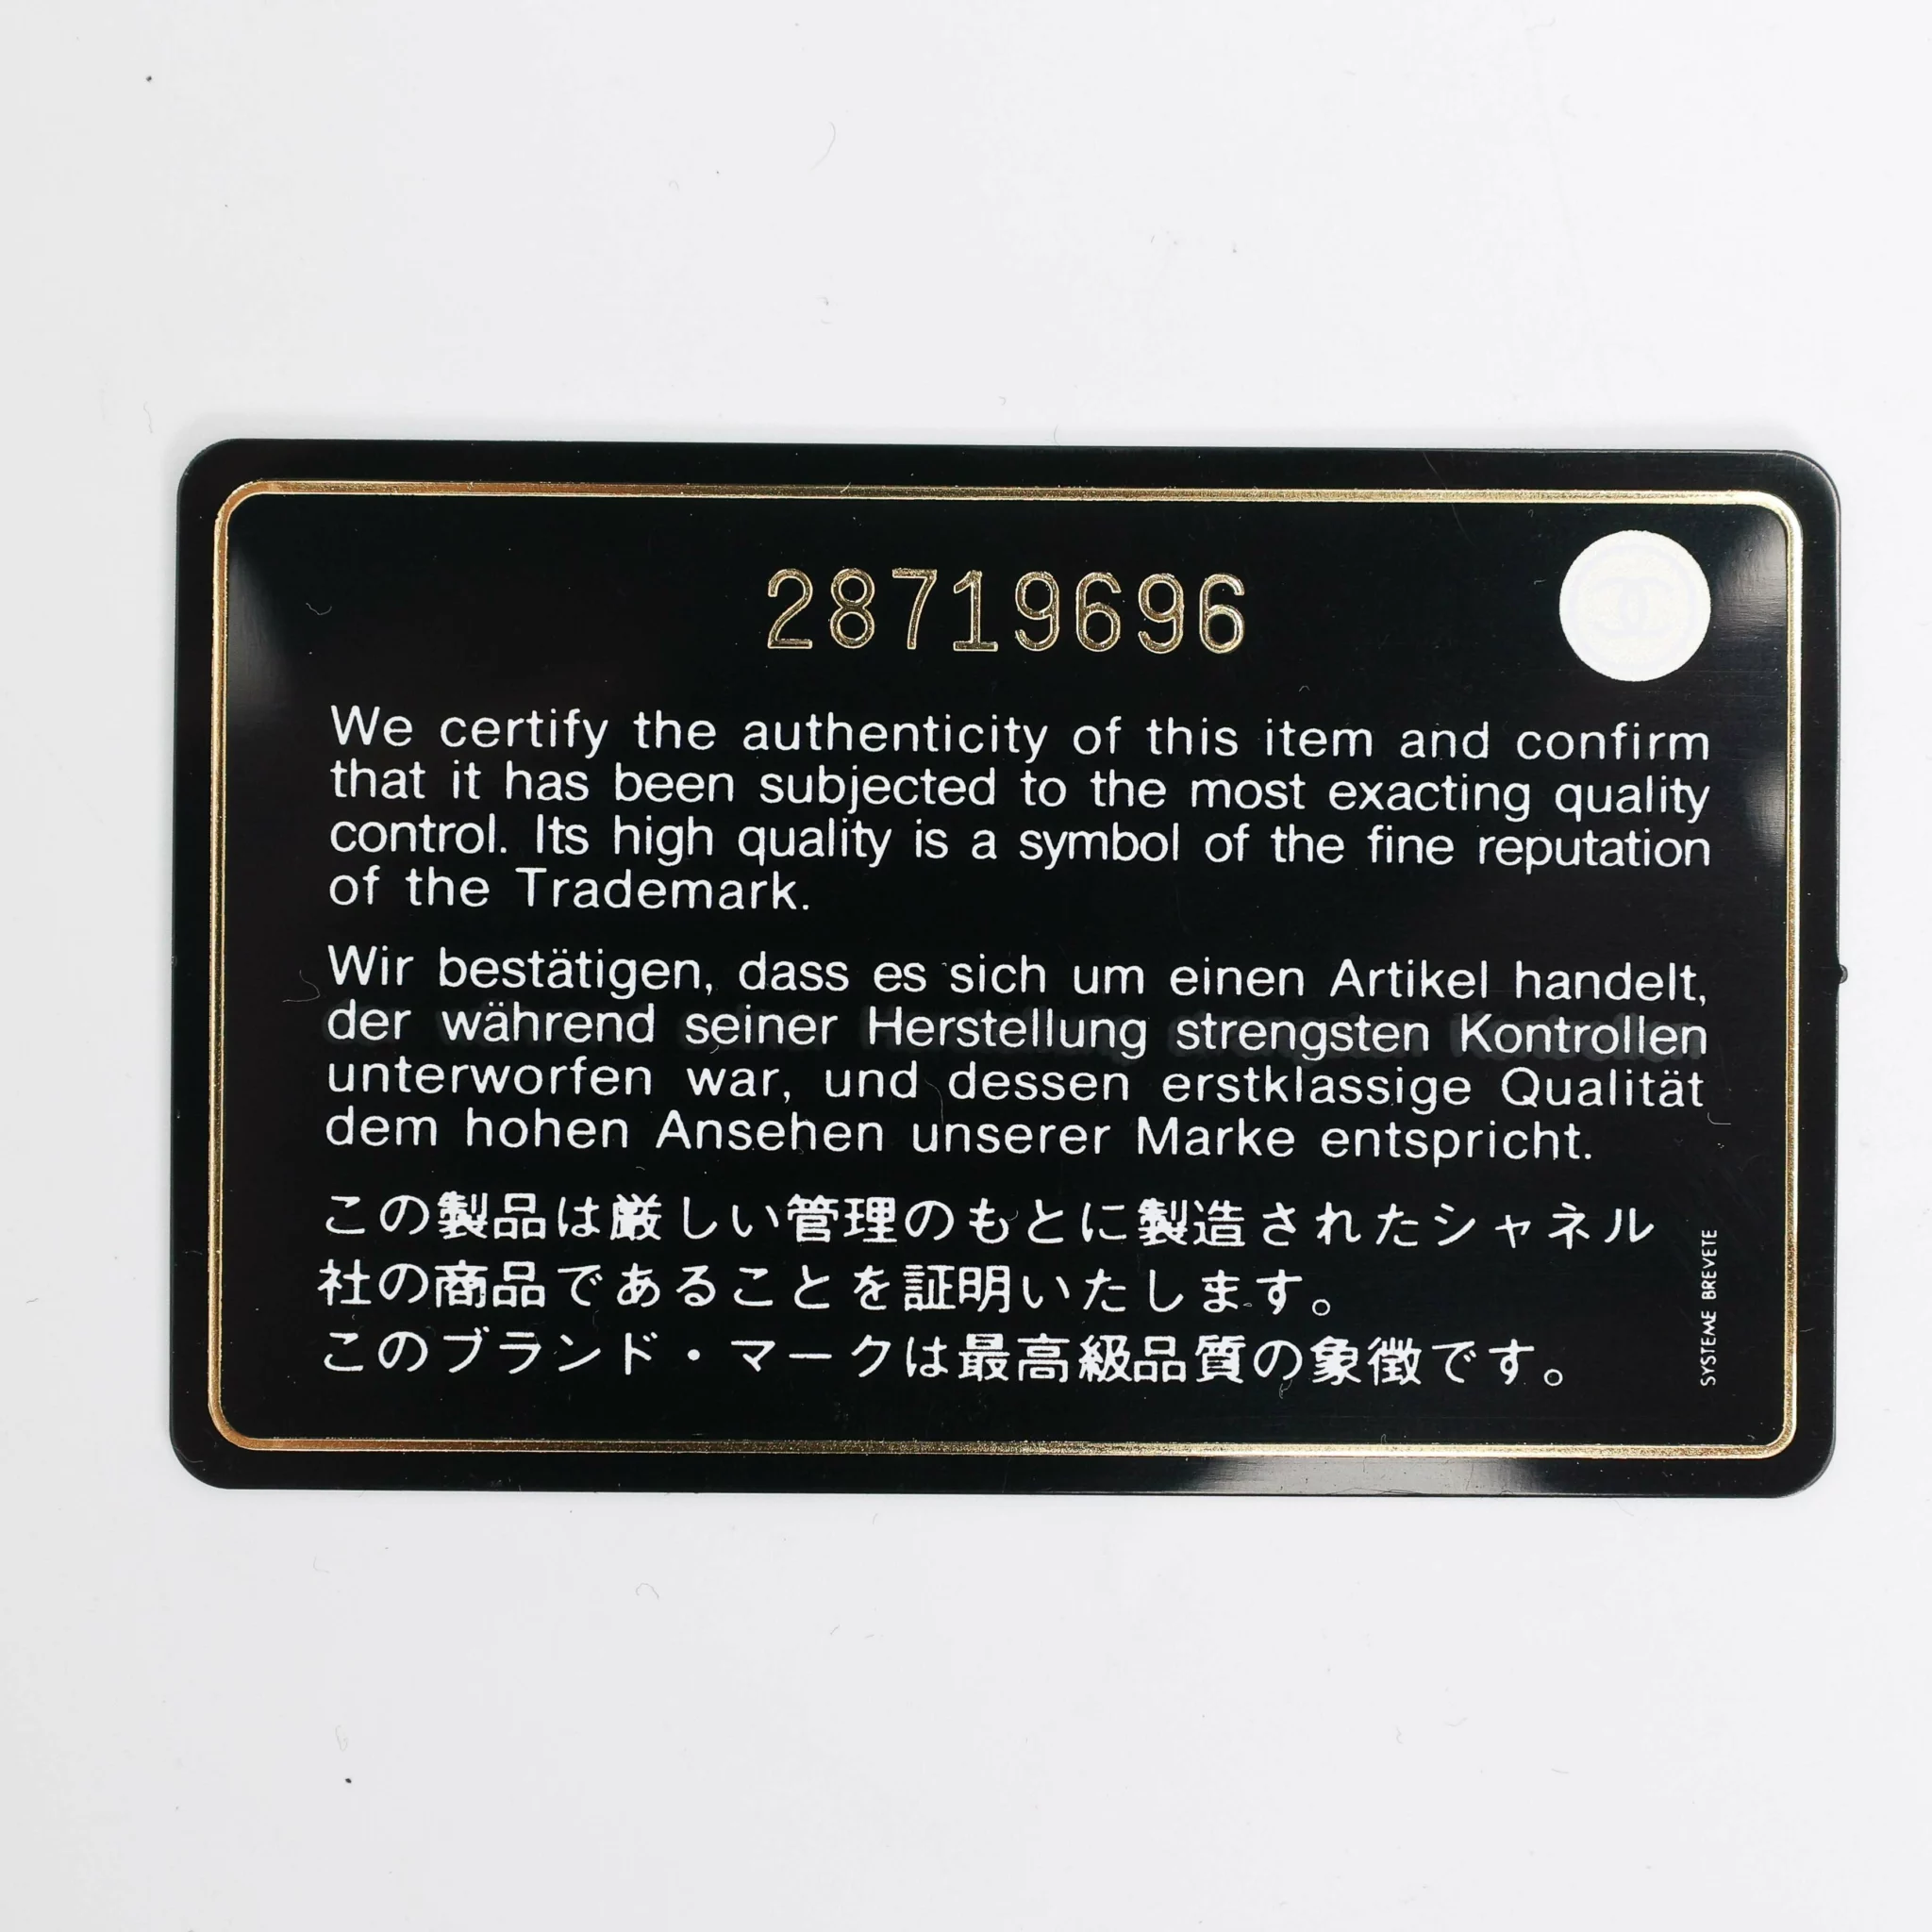 28719696
We certify the authenticity of this item and confirm
that it has been subjected to the most exacting quality
control. Its high quality is a symbol of the fine reputation
of the Trademark.
Wir bestätigen, dass es sich um einen Artikel handelt,
der während seiner Herstellung strengsten Kontrollen
unterworfen war, und dessen erstklassige Qualität
dem hohen Ansehen unserer Marke entspricht.
この製品は厳しい管理のもとに製造されたシャネル
社の商品であることを証明いたします。
このブランド・マークは最高級品質の象徴です。
SYSTEME BREVETE